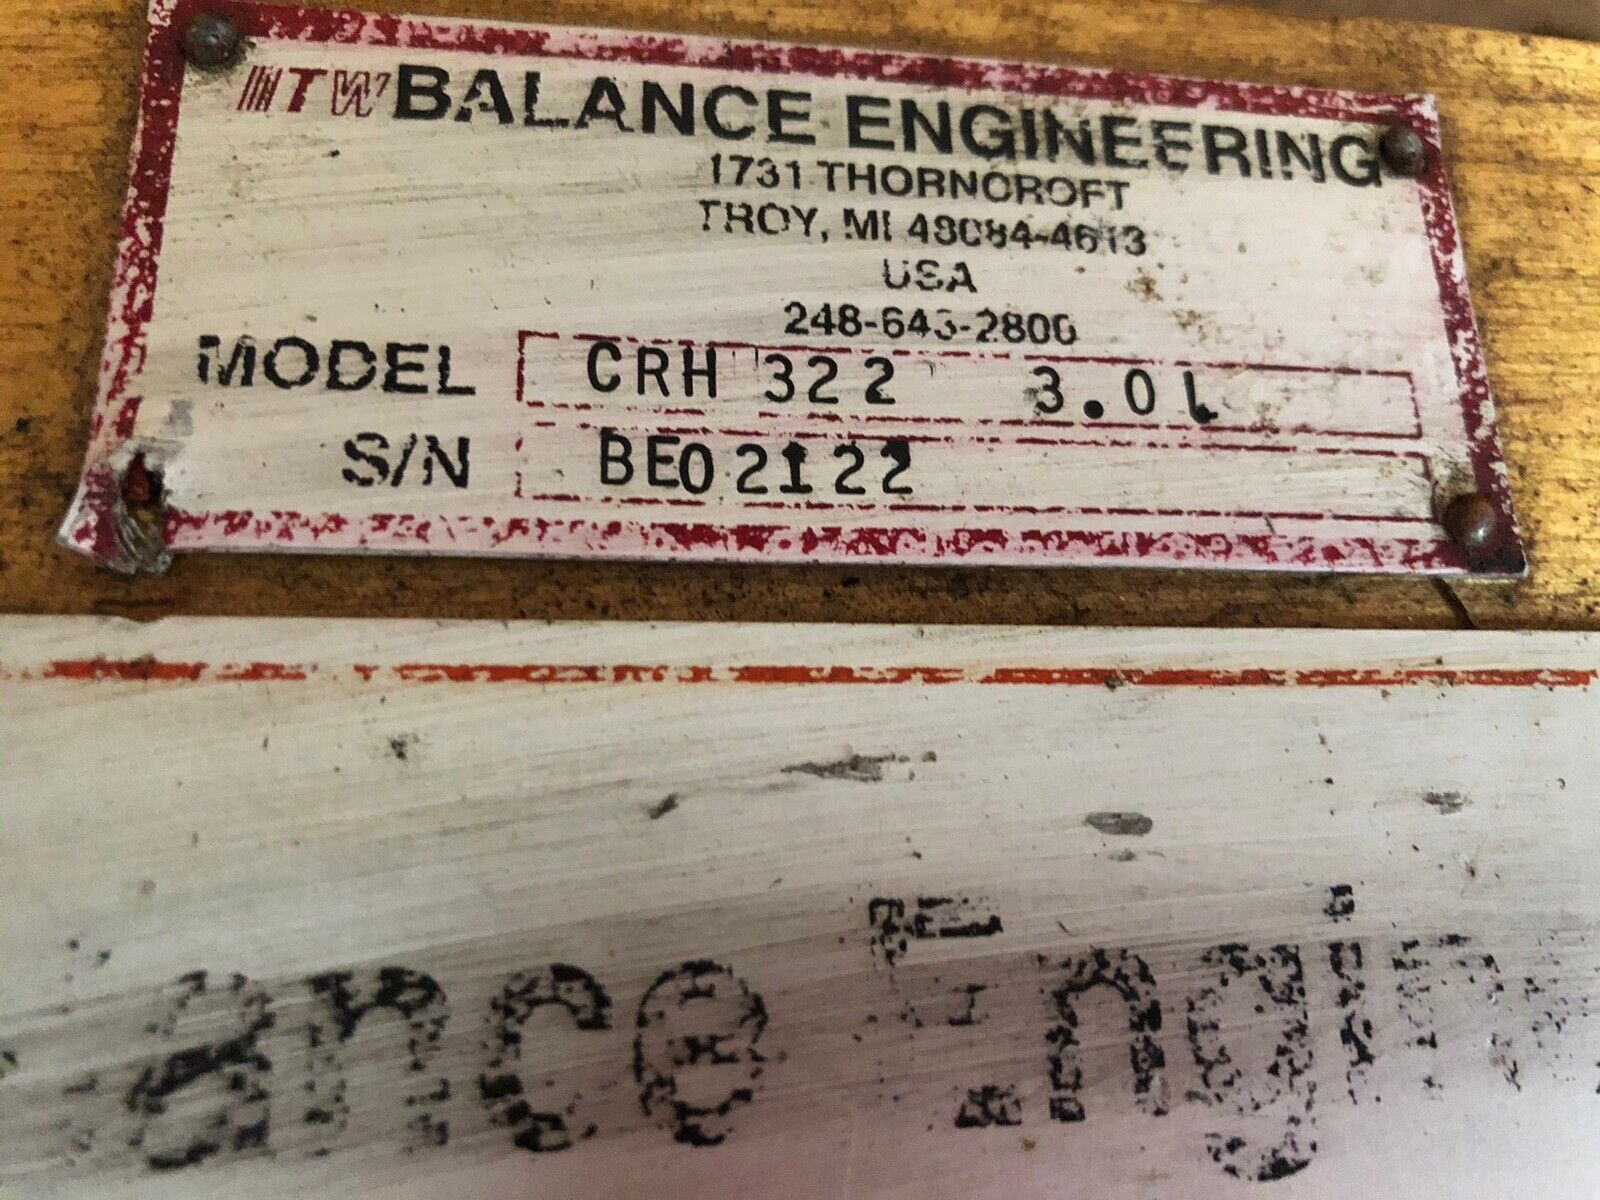 ITW BALANCE ENGINEERING
1731 THORNCROFT
TROY, MI 48084-4613
USA
248-643-2800
MODEL CRH 322 3.0L
S/N BE02122
ance Engin